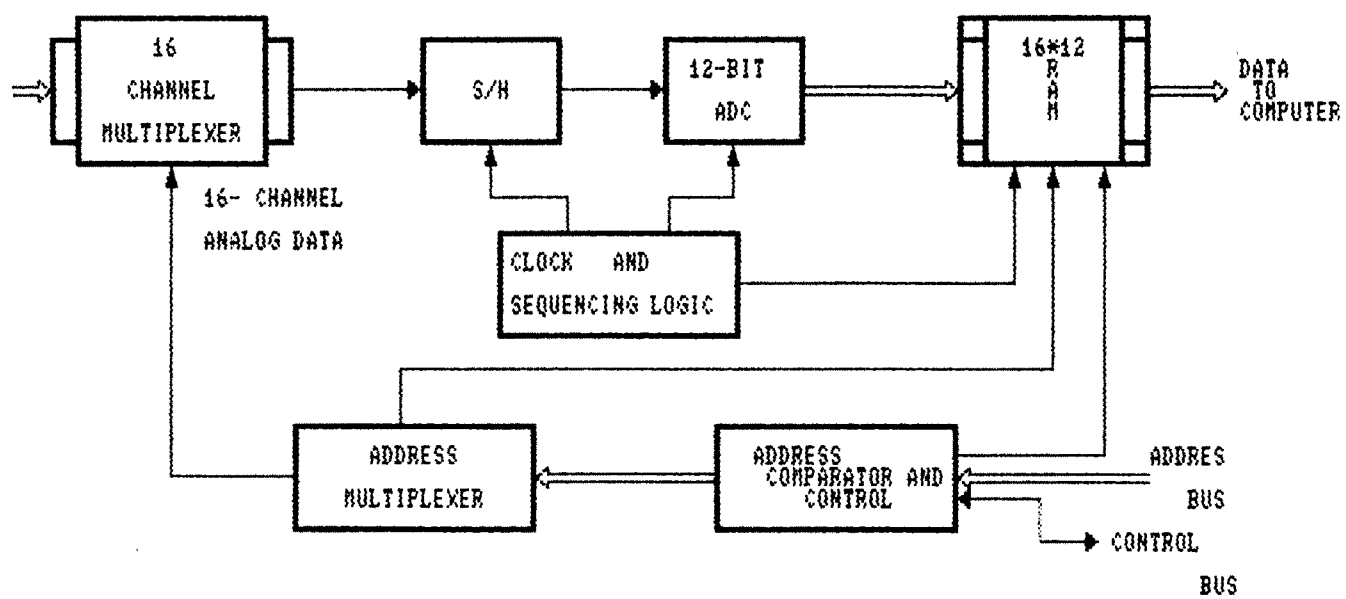 16
CHANNEL
MULTIPLEXER
S/H
12-BIT
ADC
16*12
R
A
M
DATA
TO
COMPUTER
16- CHANNEL
ANALOG DATA
CLOCK AND
SEQUENCING LOGIC
ADDRESS
MULTIPLEXER
ADDRESS
COMPARATOR AND
CONTROL
ADDRES
BUS
CONTROL
BUS